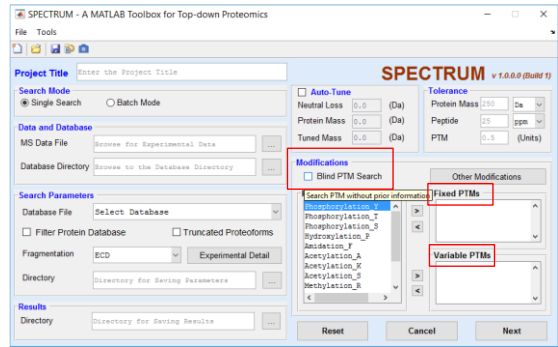 SPECTRUM - A MATLAB Toolbox for Top-down Proteomics
File Tools
Project Title Enter the Project Title
SPECTRUM v 1.0.0.0 (Build 1)
Search Mode
Single Search Batch Mode
Data and Database
MS Data File Browse for Experimental Data ...
Database Directory Browse to the Database Directory ...
Search Parameters
Database File Select Database
Filter Protein Database Truncated Proteoforms
Fragmentation ECD Experimental Detail
Directory Directory for Saving Parameters ...
Results
Directory Directory for Saving Results ...
Auto-Tune
Neutral Loss 0.0 (Da)
Protein Mass 0.0 (Da)
Tuned Mass 0.0 (Da)
Tolerance
Protein Mass 250 Da
Peptide 25 ppm
PTM 0.5 (Units)
Modifications
Blind PTM Search
Other Modifications
Search PTM without prior information
Phosphorylation_Y
Phosphorylation_T
Phosphorylation_S
Hydroxylation_P
Amidation_F
Acetylation_A
Acetylation_K
Acetylation_S
Methylation_R
>
<
>
<
Fixed PTMs
Variable PTMs
Reset Cancel Next